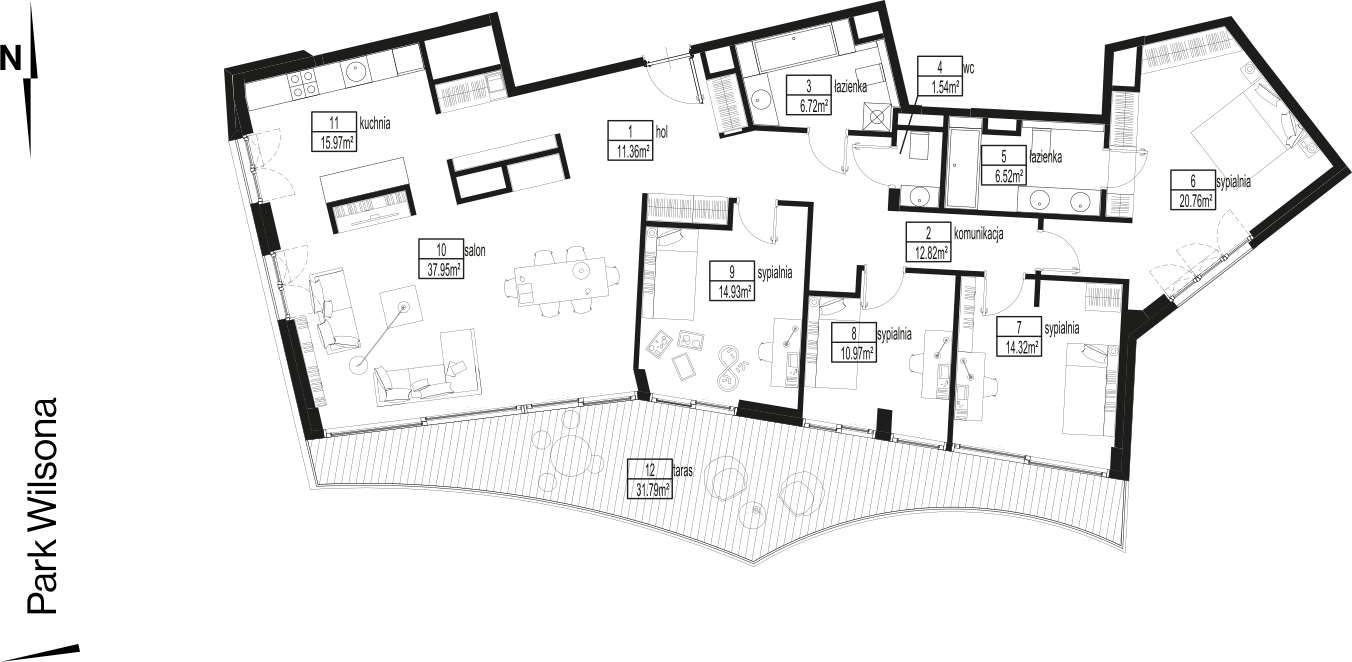 N
Park Wilsona
1 hol
11.36m²
2 komunikacja
12.82m²
3 łazienka
6.72m²
4 wc
1.54m²
5 łazienka
6.52m²
6 sypialnia
20.76m²
7 sypialnia
14.32m²
8 sypialnia
10.97m²
9 sypialnia
14.93m²
10 salon
37.95m²
11 kuchnia
15.97m²
12 taras
31.79m²